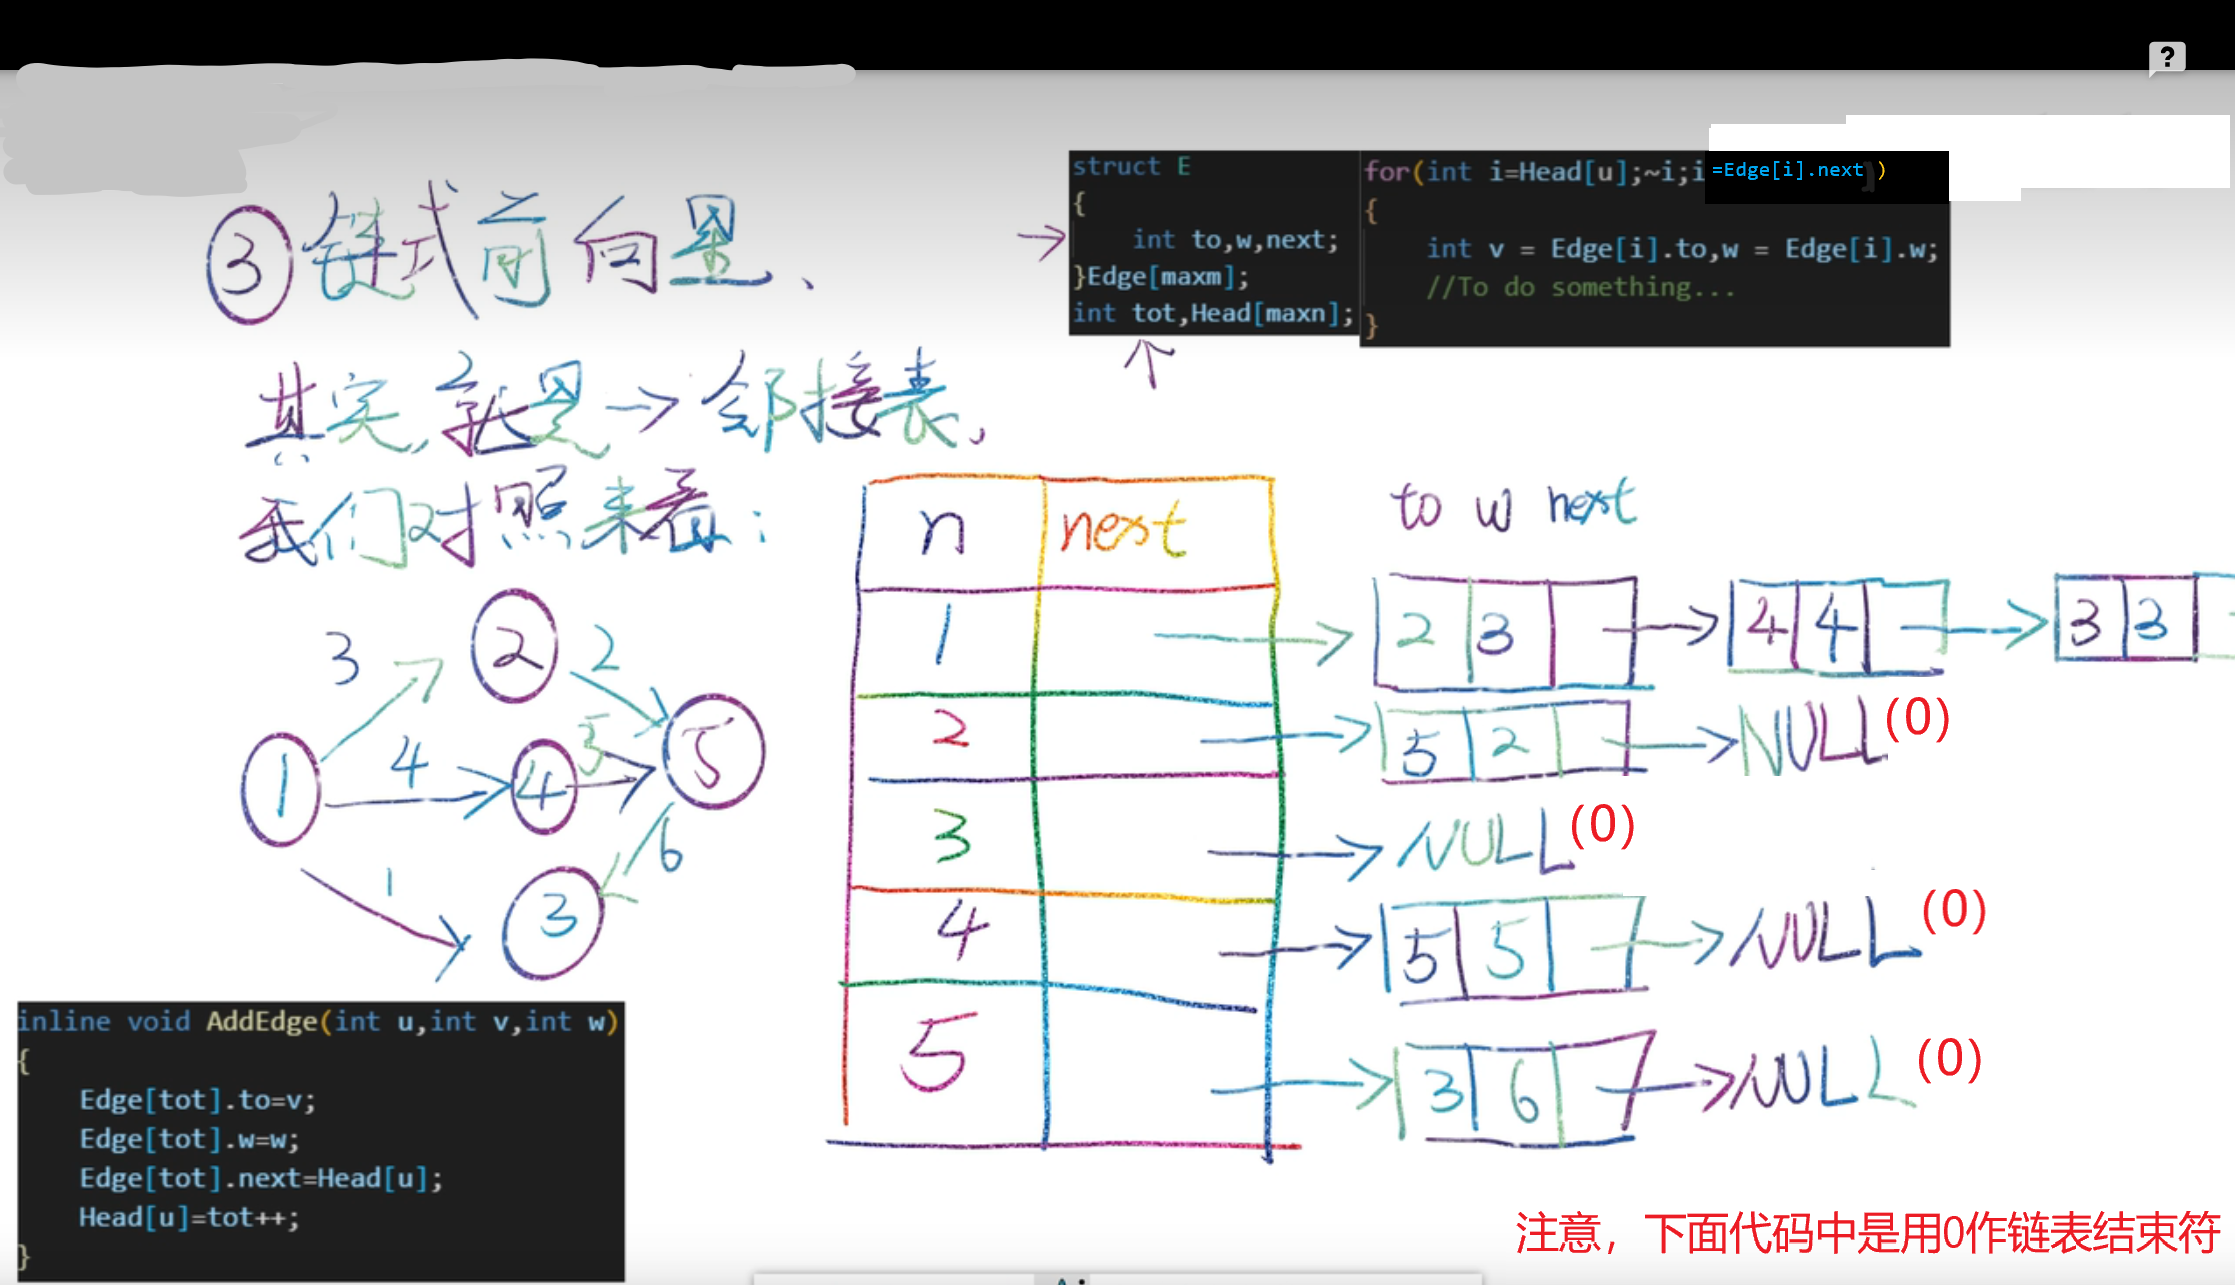 ?
③链式前向星、
其实,就是→邻接表,
我们对照来看:
struct E
{
    int to,w,next;
}Edge[maxm];
int tot,Head[maxn];
for(int i=Head[u];~i;i=Edge[i].next)
{
    int v = Edge[i].to,w = Edge[i].w;
    //To do something...
}
3
2
2
1
4
4
5
5
1
3
6
n next
to w next
1 → 2 3 → 4 4 → 3 3
2 → 5 2 → NULL(0)
3 → NULL(0)
4 → 5 5 → NULL(0)
5 → 3 6 → NULL(0)
inline void AddEdge(int u,int v,int w)
{
    Edge[tot].to=v;
    Edge[tot].w=w;
    Edge[tot].next=Head[u];
    Head[u]=tot++;
}
注意，下面代码中是用0作链表结束符